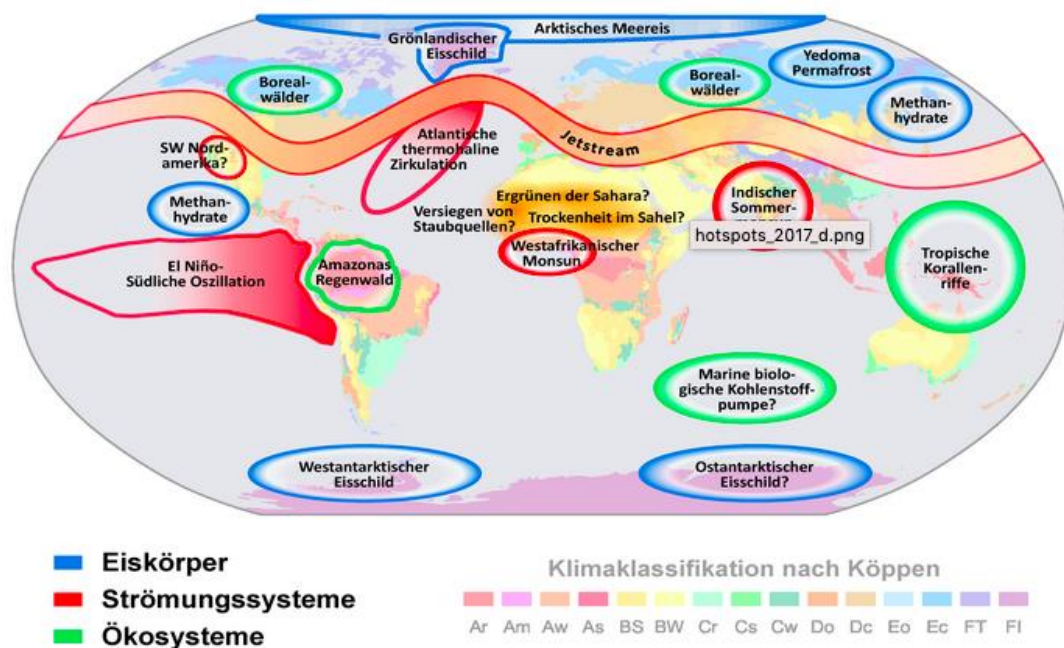 Arktisches Meereis
Grönlandischer
Eisschild
Boreal-
wälder
Boreal-
wälder
Yedoma
Permafrost
Methan-
hydrate
SW Nord-
amerika?
Atlantische
thermohaline
Zirkulation
Jetstream
Methan-
hydrate
Ergrünen der Sahara?
Versiegen von
Staubquellen?
Trockenheit im Sahel?
Indischer
Sommer-
hotspots_2017_d.png
Westafrikanischer
Monsun
El Niño-
Südliche Oszillation
Amazonas
Regenwald
Tropische
Korallen-
riffe
Marine biolo-
gische Kohlenstoff-
pumpe?
Westantarktischer
Eisschild
Ostantarktischer
Eisschild?
Eiskörper
Strömungssysteme
Ökosysteme
Klimaklassifikation nach Köppen
Ar Am Aw As BS BW Cr Cs Cw Do Dc Eo Ec FT FI